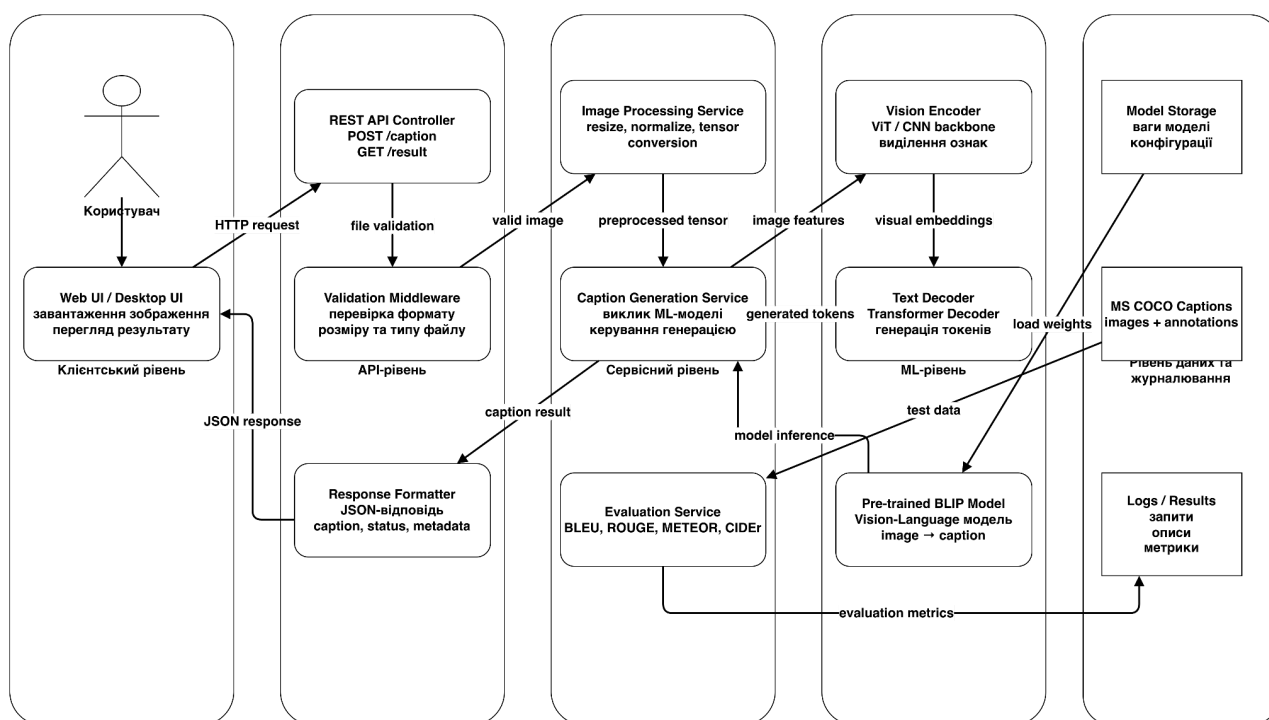 Користувач
Web UI / Desktop UI
завантаження зображення
перегляд результату
Клієнтський рівень
HTTP request
JSON response
REST API Controller
POST /caption
GET /result
file validation
Validation Middleware
перевірка формату
розміру та типу файлу
API-рівень
valid image
caption result
Response Formatter
JSON-відповідь
caption, status, metadata
Image Processing Service
resize, normalize, tensor
conversion
preprocessed tensor
Caption Generation Service
виклик ML-моделі
керування генерацією
Сервісний рівень
image features
generated tokens
model inference
Evaluation Service
BLEU, ROUGE, METEOR, CIDEr
evaluation metrics
Vision Encoder
ViT / CNN backbone
виділення ознак
visual embeddings
Text Decoder
Transformer Decoder
генерація токенів
ML-рівень
test data
load weights
Pre-trained BLIP Model
Vision-Language модель
image → caption
Model Storage
ваги моделі
конфігурації
MS COCO Captions
images + annotations
Рівень даних та
журналювання
Logs / Results
запити
описи
метрики